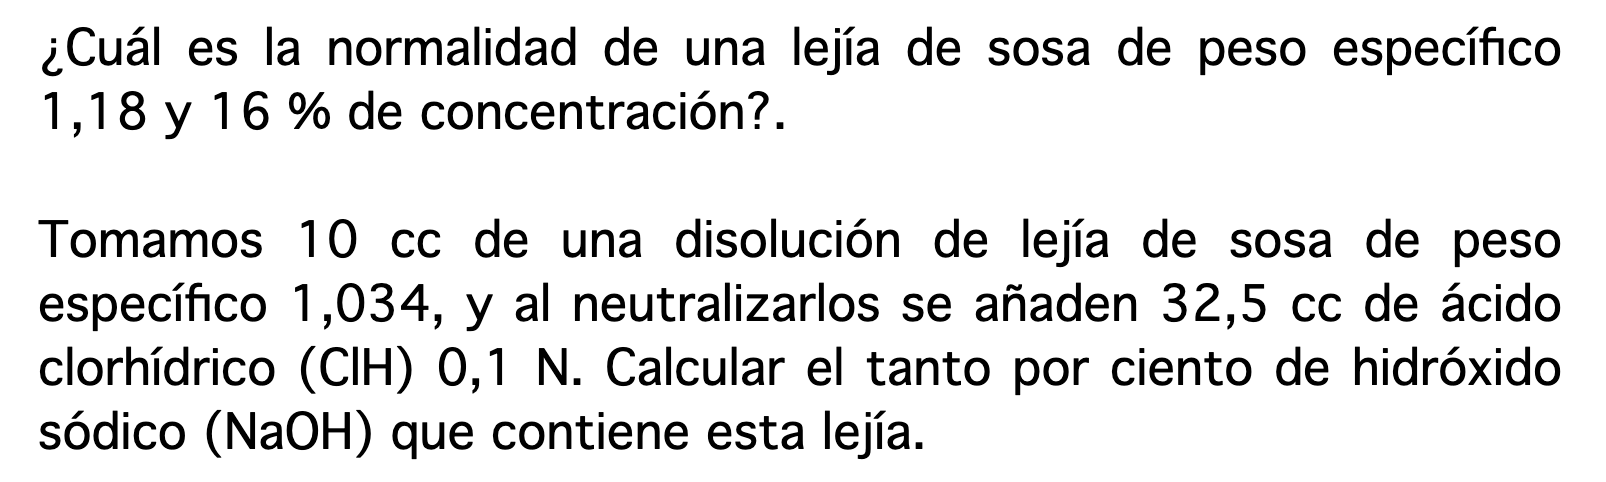 ¿Cuál es la normalidad de una lejía de sosa de peso específico
1,18 y 16 % de concentración?.
Tomamos 10 cc de una disolución de lejía de sosa de peso
específico 1,034, y al neutralizarlos se añaden 32,5 cc de ácido
clorhídrico (ClH) 0,1 N. Calcular el tanto por ciento de hidróxido
sódico (NaOH) que contiene esta lejía.